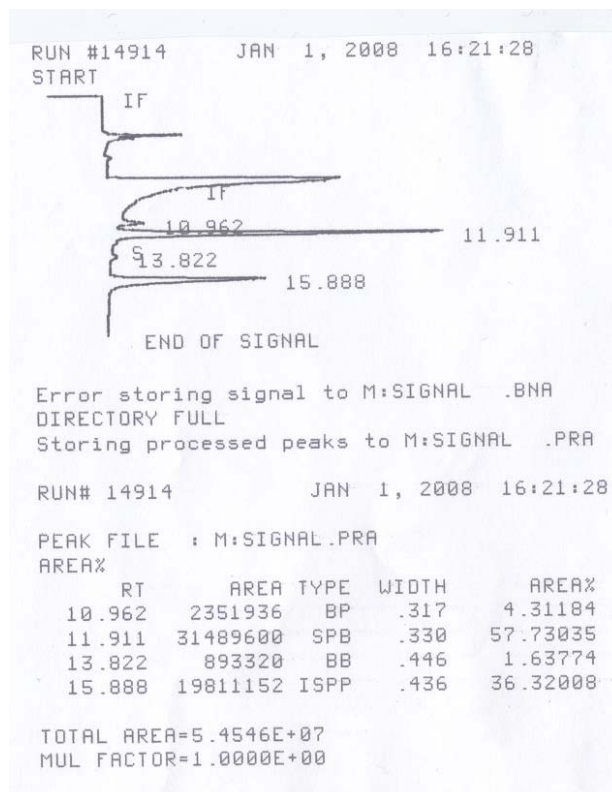 RUN #14914 JAN 1, 2008 16:21:28
START
IF
IF
10.962
11.911
S
13.822
15.888
END OF SIGNAL
Error storing signal to M:SIGNAL .BNA
DIRECTORY FULL
Storing processed peaks to M:SIGNAL .PRA
RUN# 14914 JAN 1, 2008 16:21:28
PEAK FILE : M:SIGNAL.PRA
AREA%
RT AREA TYPE WIDTH AREA%
10.962 2351936 BP .317 4.31184
11.911 31489600 SPB .330 57.73035
13.822 893320 BB .446 1.63774
15.888 19811152 ISPP .436 36.32008
TOTAL AREA=5.4546E+07
MUL FACTOR=1.0000E+00